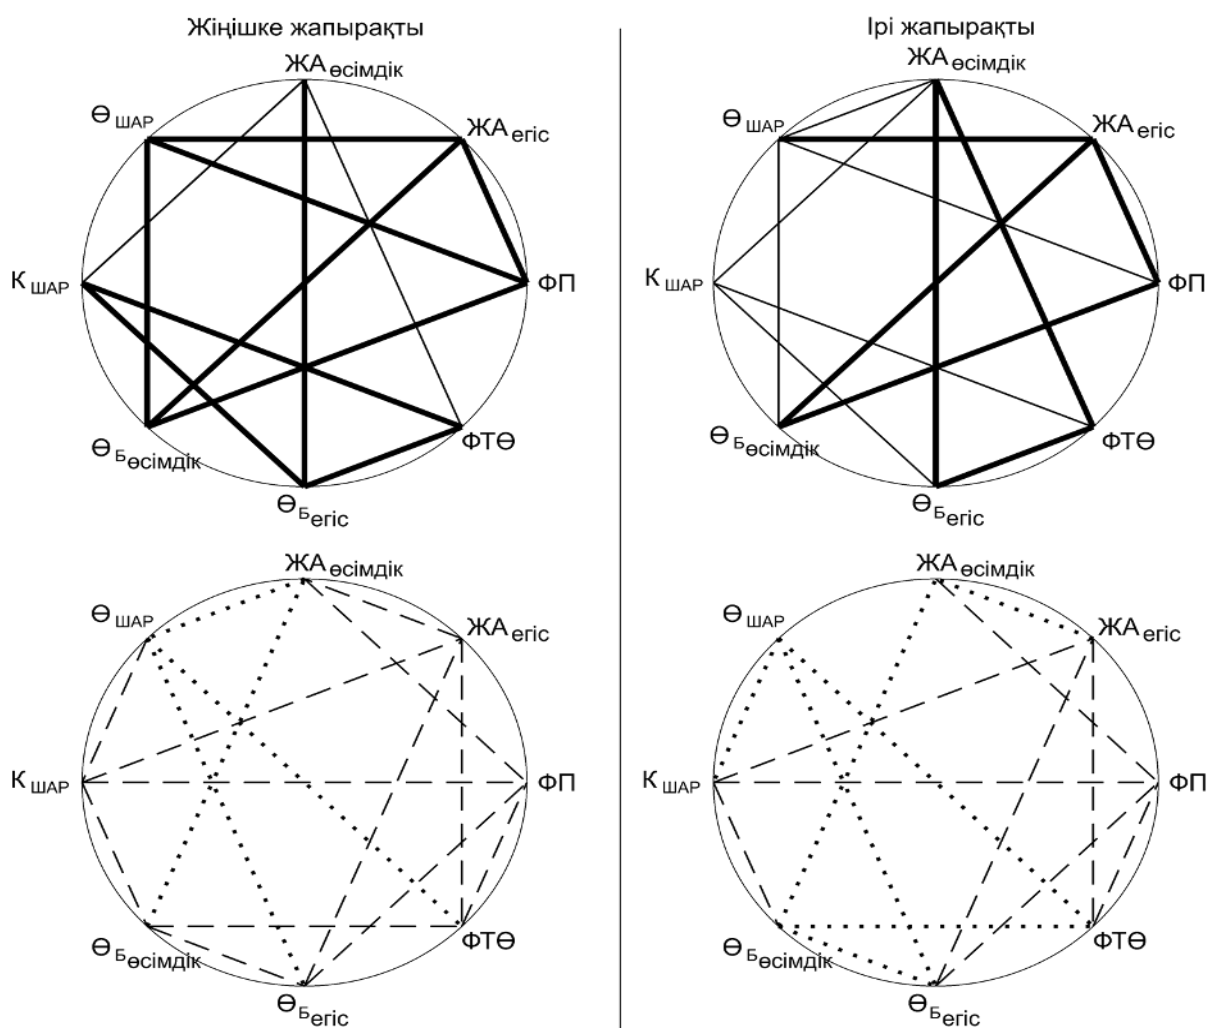 Жіңішке жапырақты
Ірі жапырақты
ЖА өсімдік
Ө ШАР
ЖА егіс
К ШАР
ФП
Ө Б өсімдік
ФТӨ
Ө Б егіс
ЖА өсімдік
Ө ШАР
ЖА егіс
К ШАР
ФП
Ө Б өсімдік
ФТӨ
Ө Б егіс
ЖА өсімдік
Ө ШАР
ЖА егіс
К ШАР
ФП
Ө Б өсімдік
ФТӨ
Ө Б егіс
ЖА өсімдік
Ө ШАР
ЖА егіс
К ШАР
ФП
Ө Б өсімдік
ФТӨ
Ө Б егіс